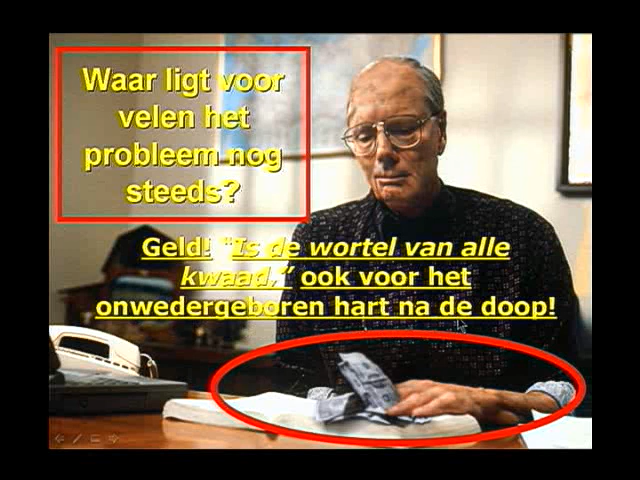 Waar ligt voor
velen het
probleem nog
steeds?
Geld! “Is de wortel van alle
kwaad,” ook voor het
onwedergeboren hart na de doop!